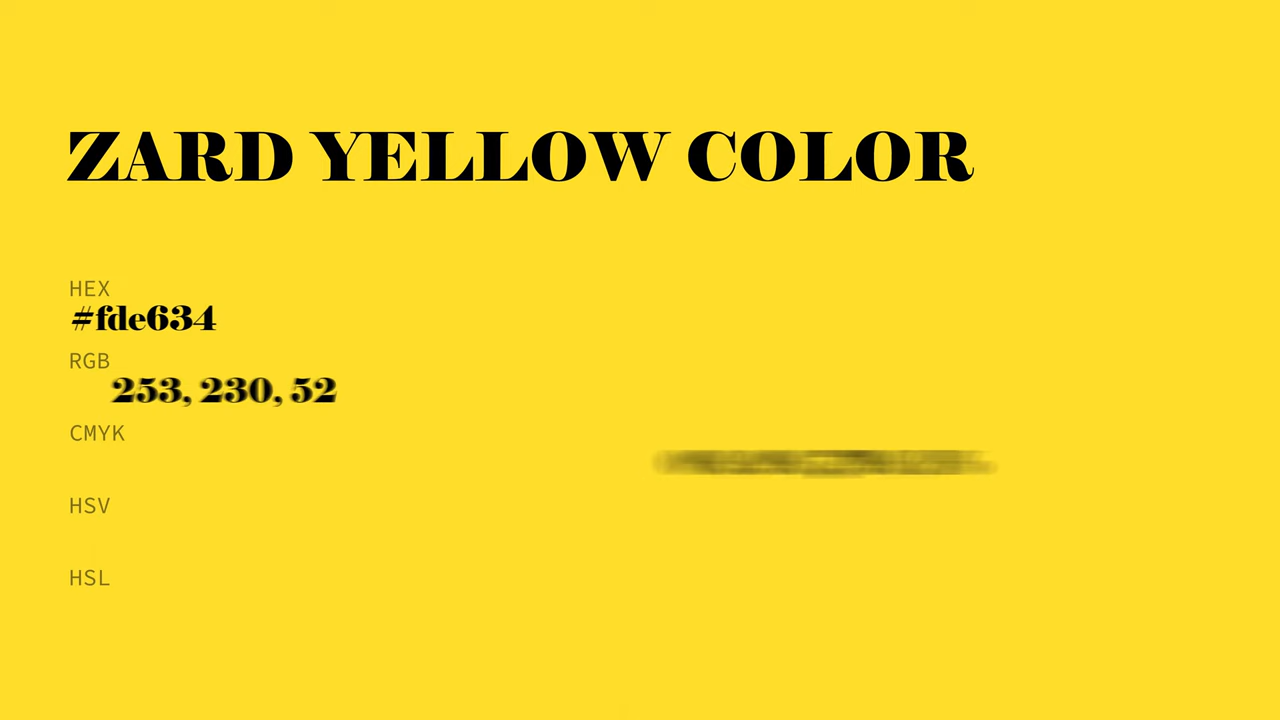 ZARD YELLOW COLOR
HEX
#fde634
RGB
253, 230, 52
CMYK
HSV
HSL